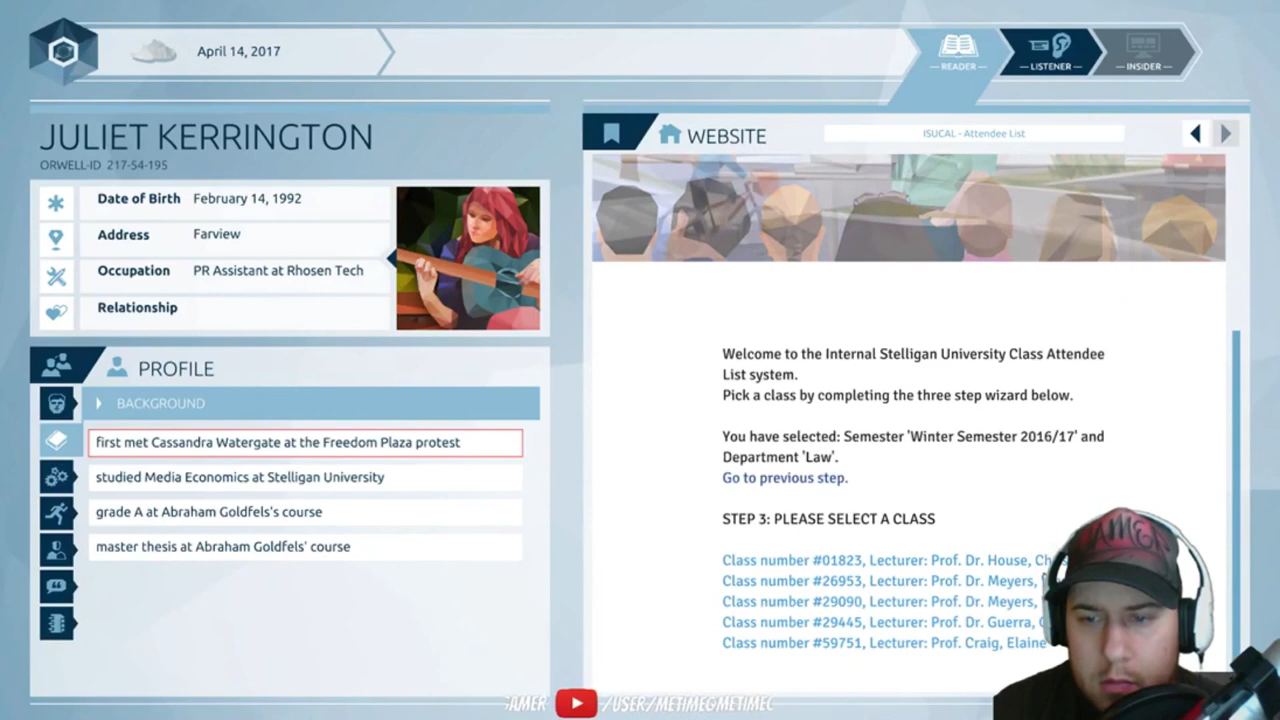 April 14, 2017
READER
LISTENER
INSIDER
JULIET KERRINGTON
ORWELL-ID 217-54-195
Date of Birth February 14, 1992
Address Farview
Occupation PR Assistant at Rhosen Tech
Relationship
PROFILE
BACKGROUND
first met Cassandra Watergate at the Freedom Plaza protest
studied Media Economics at Stelligan University
grade A at Abraham Goldfels's course
master thesis at Abraham Goldfels' course
WEBSITE
ISUCAL - Attendee List
Welcome to the Internal Stelligan University Class Attendee
List system.
Pick a class by completing the three step wizard below.
You have selected: Semester 'Winter Semester 2016/17' and
Department 'Law'.
Go to previous step.
STEP 3: PLEASE SELECT A CLASS
Class number #01823, Lecturer: Prof. Dr. House,
Class number #26953, Lecturer: Prof. Dr. Meyers,
Class number #29090, Lecturer: Prof. Dr. Meyers,
Class number #29445, Lecturer: Prof. Dr. Guerra,
Class number #59751, Lecturer: Prof. Craig, Elaine
/USER/METIMEGMETIMEG